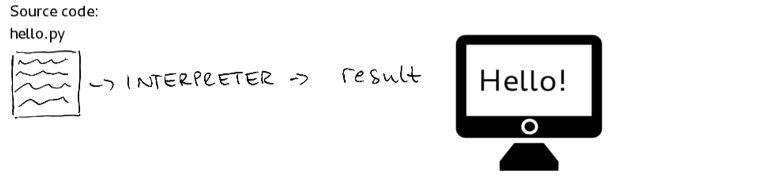 Source code:
hello.py
-> INTERPRETER -> result
Hello!